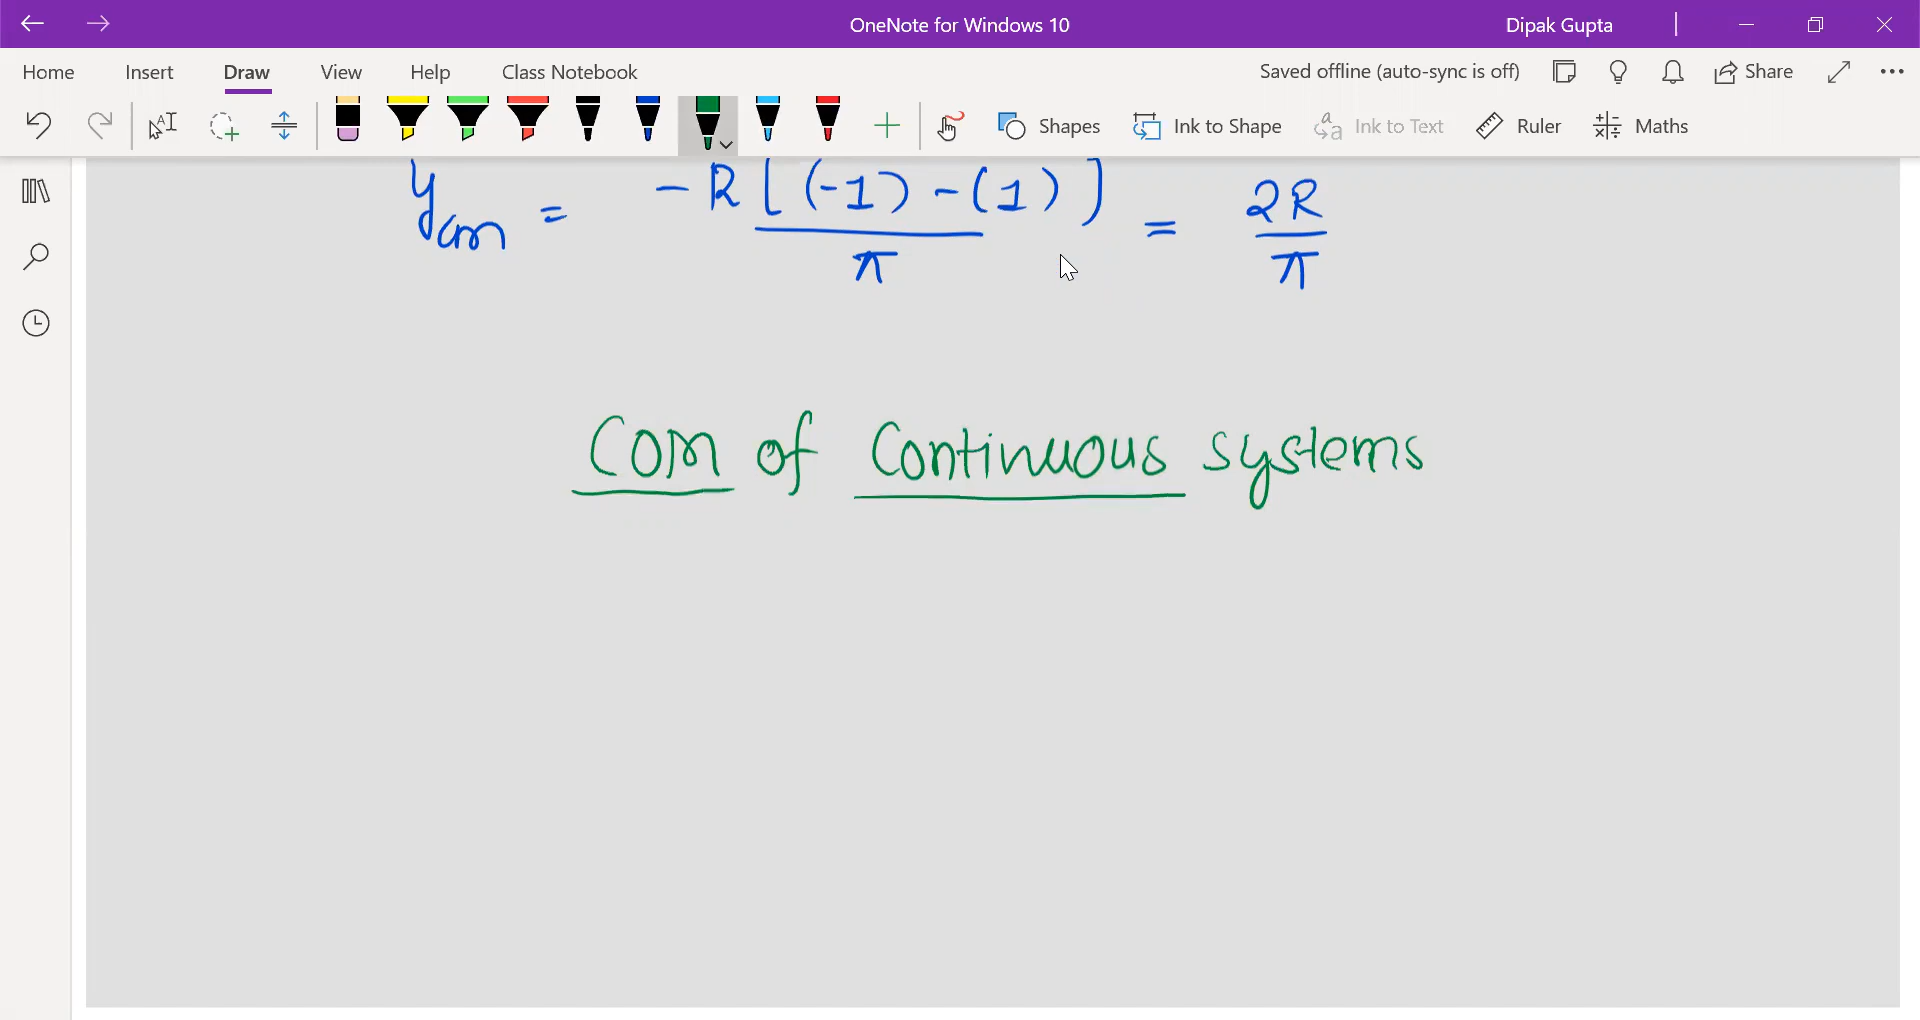 OneNote for Windows 10
Dipak Gupta
Home Insert Draw View Help Class Notebook
Saved offline (auto-sync is off) Share
Shapes Ink to Shape Ink to Text Ruler Maths
y_cm = -R[(-1)-(1)]/π = 2R/π
COM of Continuous systems